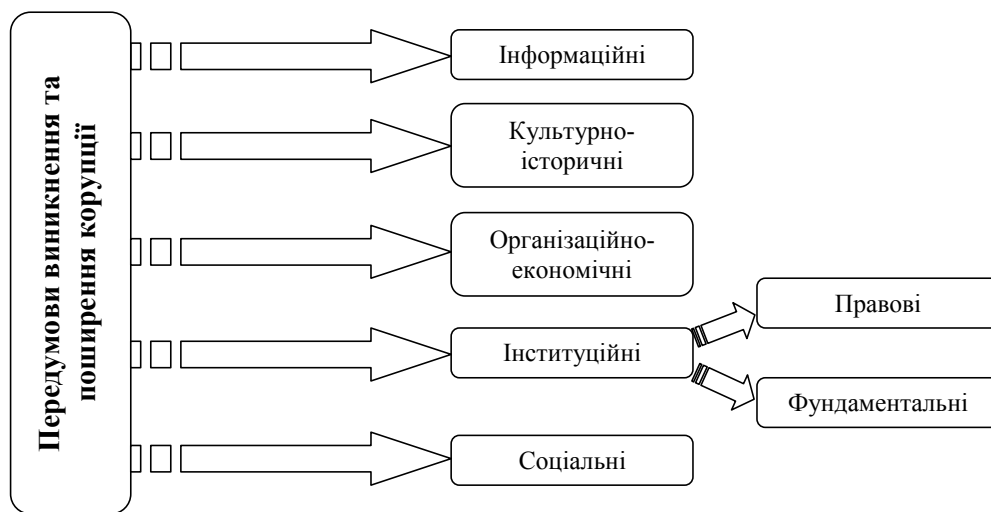 Передумови виникнення та
поширення корупції
Інформаційні
Культурно-
історичні
Організаційно-
економічні
Інституційні
Правові
Фундаментальні
Соціальні